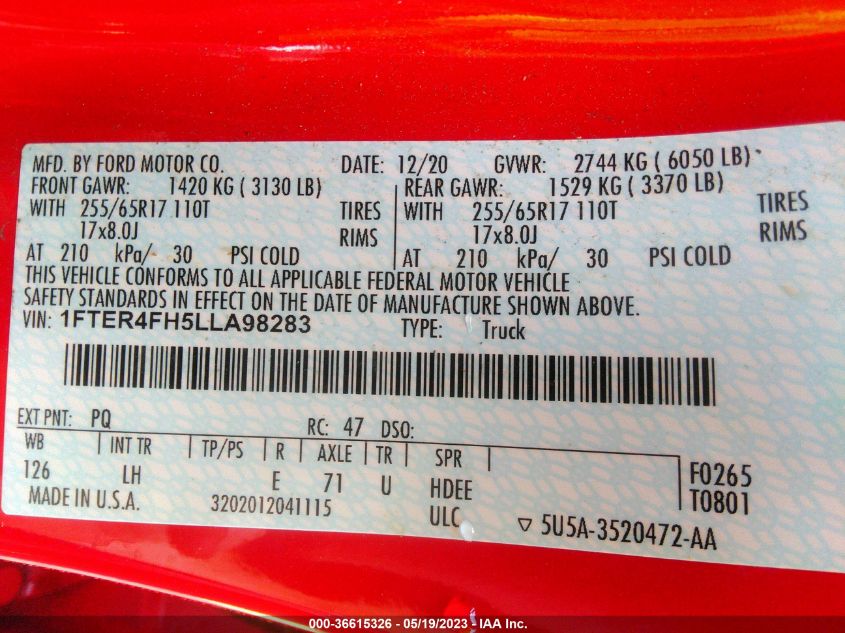 MFD. BY FORD MOTOR CO. DATE: 12/20 GVWR: 2744 KG ( 6050 LB)
FRONT GAWR: 1420 KG ( 3130 LB) REAR GAWR: 1529 KG ( 3370 LB)
WITH 255/65R17 110T TIRES WITH 255/65R17 110T TIRES
17x8.0J RIMS 17x8.0J RIMS
AT 210 kPa/ 30 PSI COLD AT 210 kPa/ 30 PSI COLD
THIS VEHICLE CONFORMS TO ALL APPLICABLE FEDERAL MOTOR VEHICLE
SAFETY STANDARDS IN EFFECT ON THE DATE OF MANUFACTURE SHOWN ABOVE.
VIN: 1FTER4FH5LLA98283 TYPE: Truck
EXT PNT: PQ RC: 47 DSO:
WB INT TR TP/PS R AXLE TR SPR
126 LH E 71 U HDEE F0265
MADE IN U.S.A. 3202012041115 ULC T0801
▽ 5U5A-3520472-AA
000-36615326 - 05/19/2023 - IAA Inc.